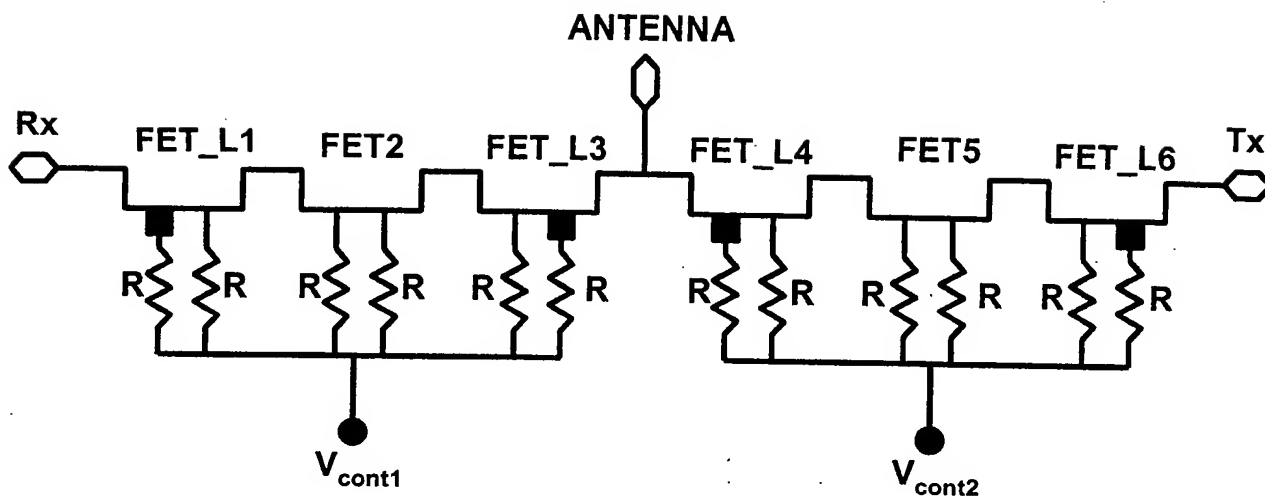 ANTENNA
Rx FET_L1 FET2 FET_L3 FET_L4 FET5 FET_L6 Tx
R R R R R R R R R R R R
Vcont1 Vcont2